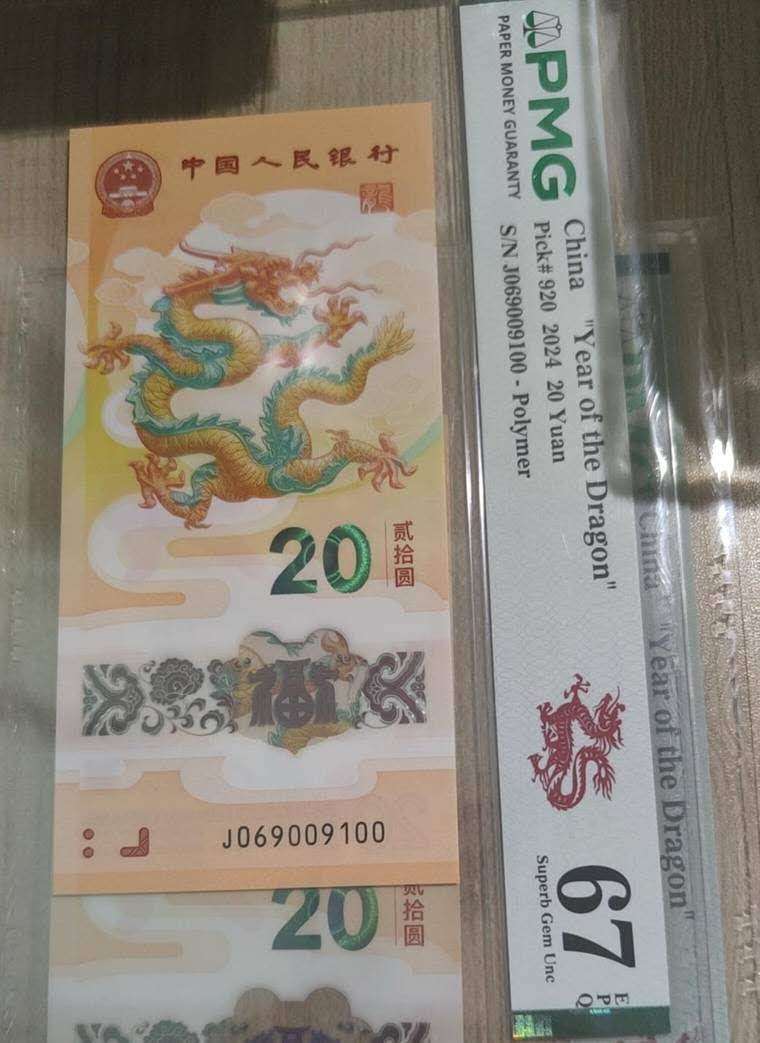 中国人民银行
20
贰拾圆
福
J069009100
20
贰拾圆
PMG
PAPER MONEY GUARANTY
China "Year of the Dragon"
Pick# 920 2024 20 Yuan
S/N J069009100 - Polymer
67
EPQ
Superb Gem Unc
China "Year of the Dragon"